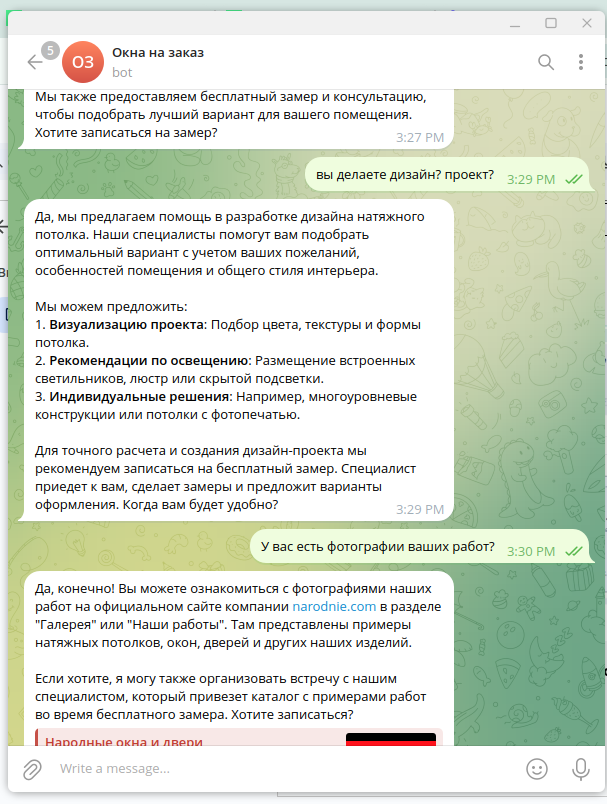 5
ОЗ
Окна на заказ
bot
Мы также предоставляем бесплатный замер и консультацию,
чтобы подобрать лучший вариант для вашего помещения.
Хотите записаться на замер?
3:27 PM
вы делаете дизайн? проект?
3:29 PM
Да, мы предлагаем помощь в разработке дизайна натяжного
потолка. Наши специалисты помогут вам подобрать
оптимальный вариант с учетом ваших пожеланий,
особенностей помещения и общего стиля интерьера.
Мы можем предложить:
1. Визуализацию проекта: Подбор цвета, текстуры и формы
потолка.
2. Рекомендации по освещению: Размещение встроенных
светильников, люстр или скрытой подсветки.
3. Индивидуальные решения: Например, многоуровневые
конструкции или потолки с фотопечатью.
Для точного расчета и создания дизайн-проекта мы
рекомендуем записаться на бесплатный замер. Специалист
приедет к вам, сделает замеры и предложит варианты
оформления. Когда вам будет удобно?
3:29 PM
У вас есть фотографии ваших работ?
3:30 PM
Да, конечно! Вы можете ознакомиться с фотографиями наших
работ на официальном сайте компании narodnie.com в разделе
"Галерея" или "Наши работы". Там представлены примеры
натяжных потолков, окон, дверей и других наших изделий.
Если хотите, я могу также организовать встречу с нашим
специалистом, который привезет каталог с примерами работ
во время бесплатного замера. Хотите записаться?
Народные окна и двери
Write a message...